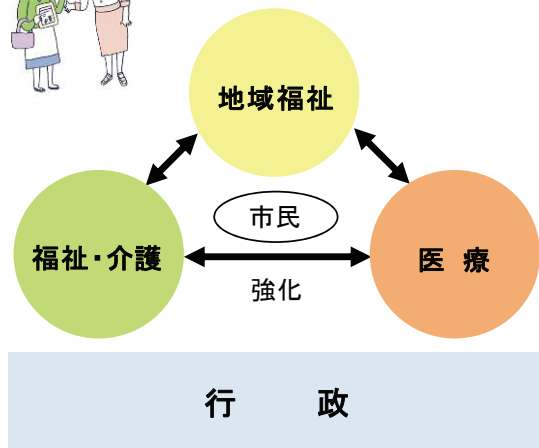 地域福祉
市民
福祉・介護
医 療
強化
行 政